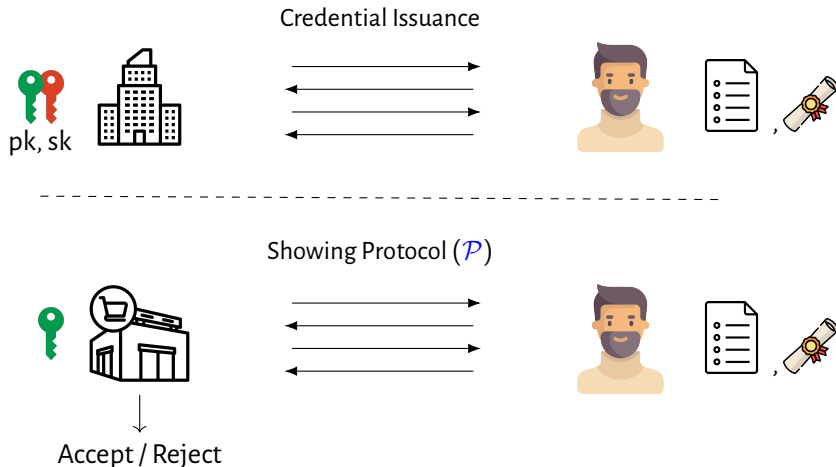 Credential Issuance
pk, sk
,
Showing Protocol (𝒫)
,
Accept / Reject